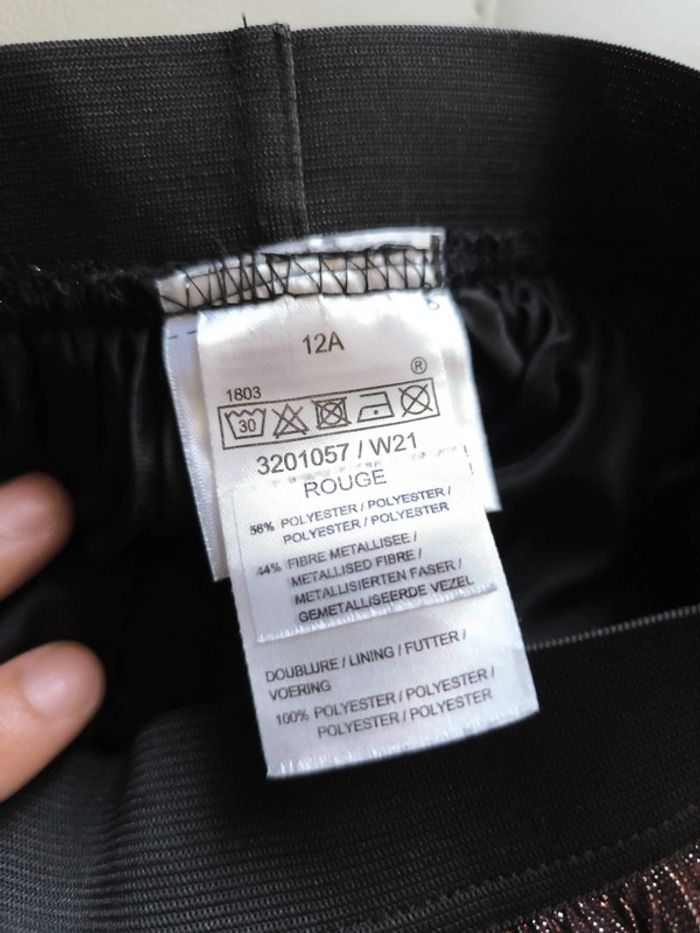 12A
®
1803
30
3201057 / W21
ROUGE
56% POLYESTER / POLYESTER /
POLYESTER / POLYESTER
44% FIBRE METALLISEE /
METALLISED FIBRE /
METALLISIERTEN FASER /
GEMETALLISEERDE VEZEL
DOUBLURE / LINING / FUTTER /
VOERING
100% POLYESTER / POLYESTER /
POLYESTER / POLYESTER